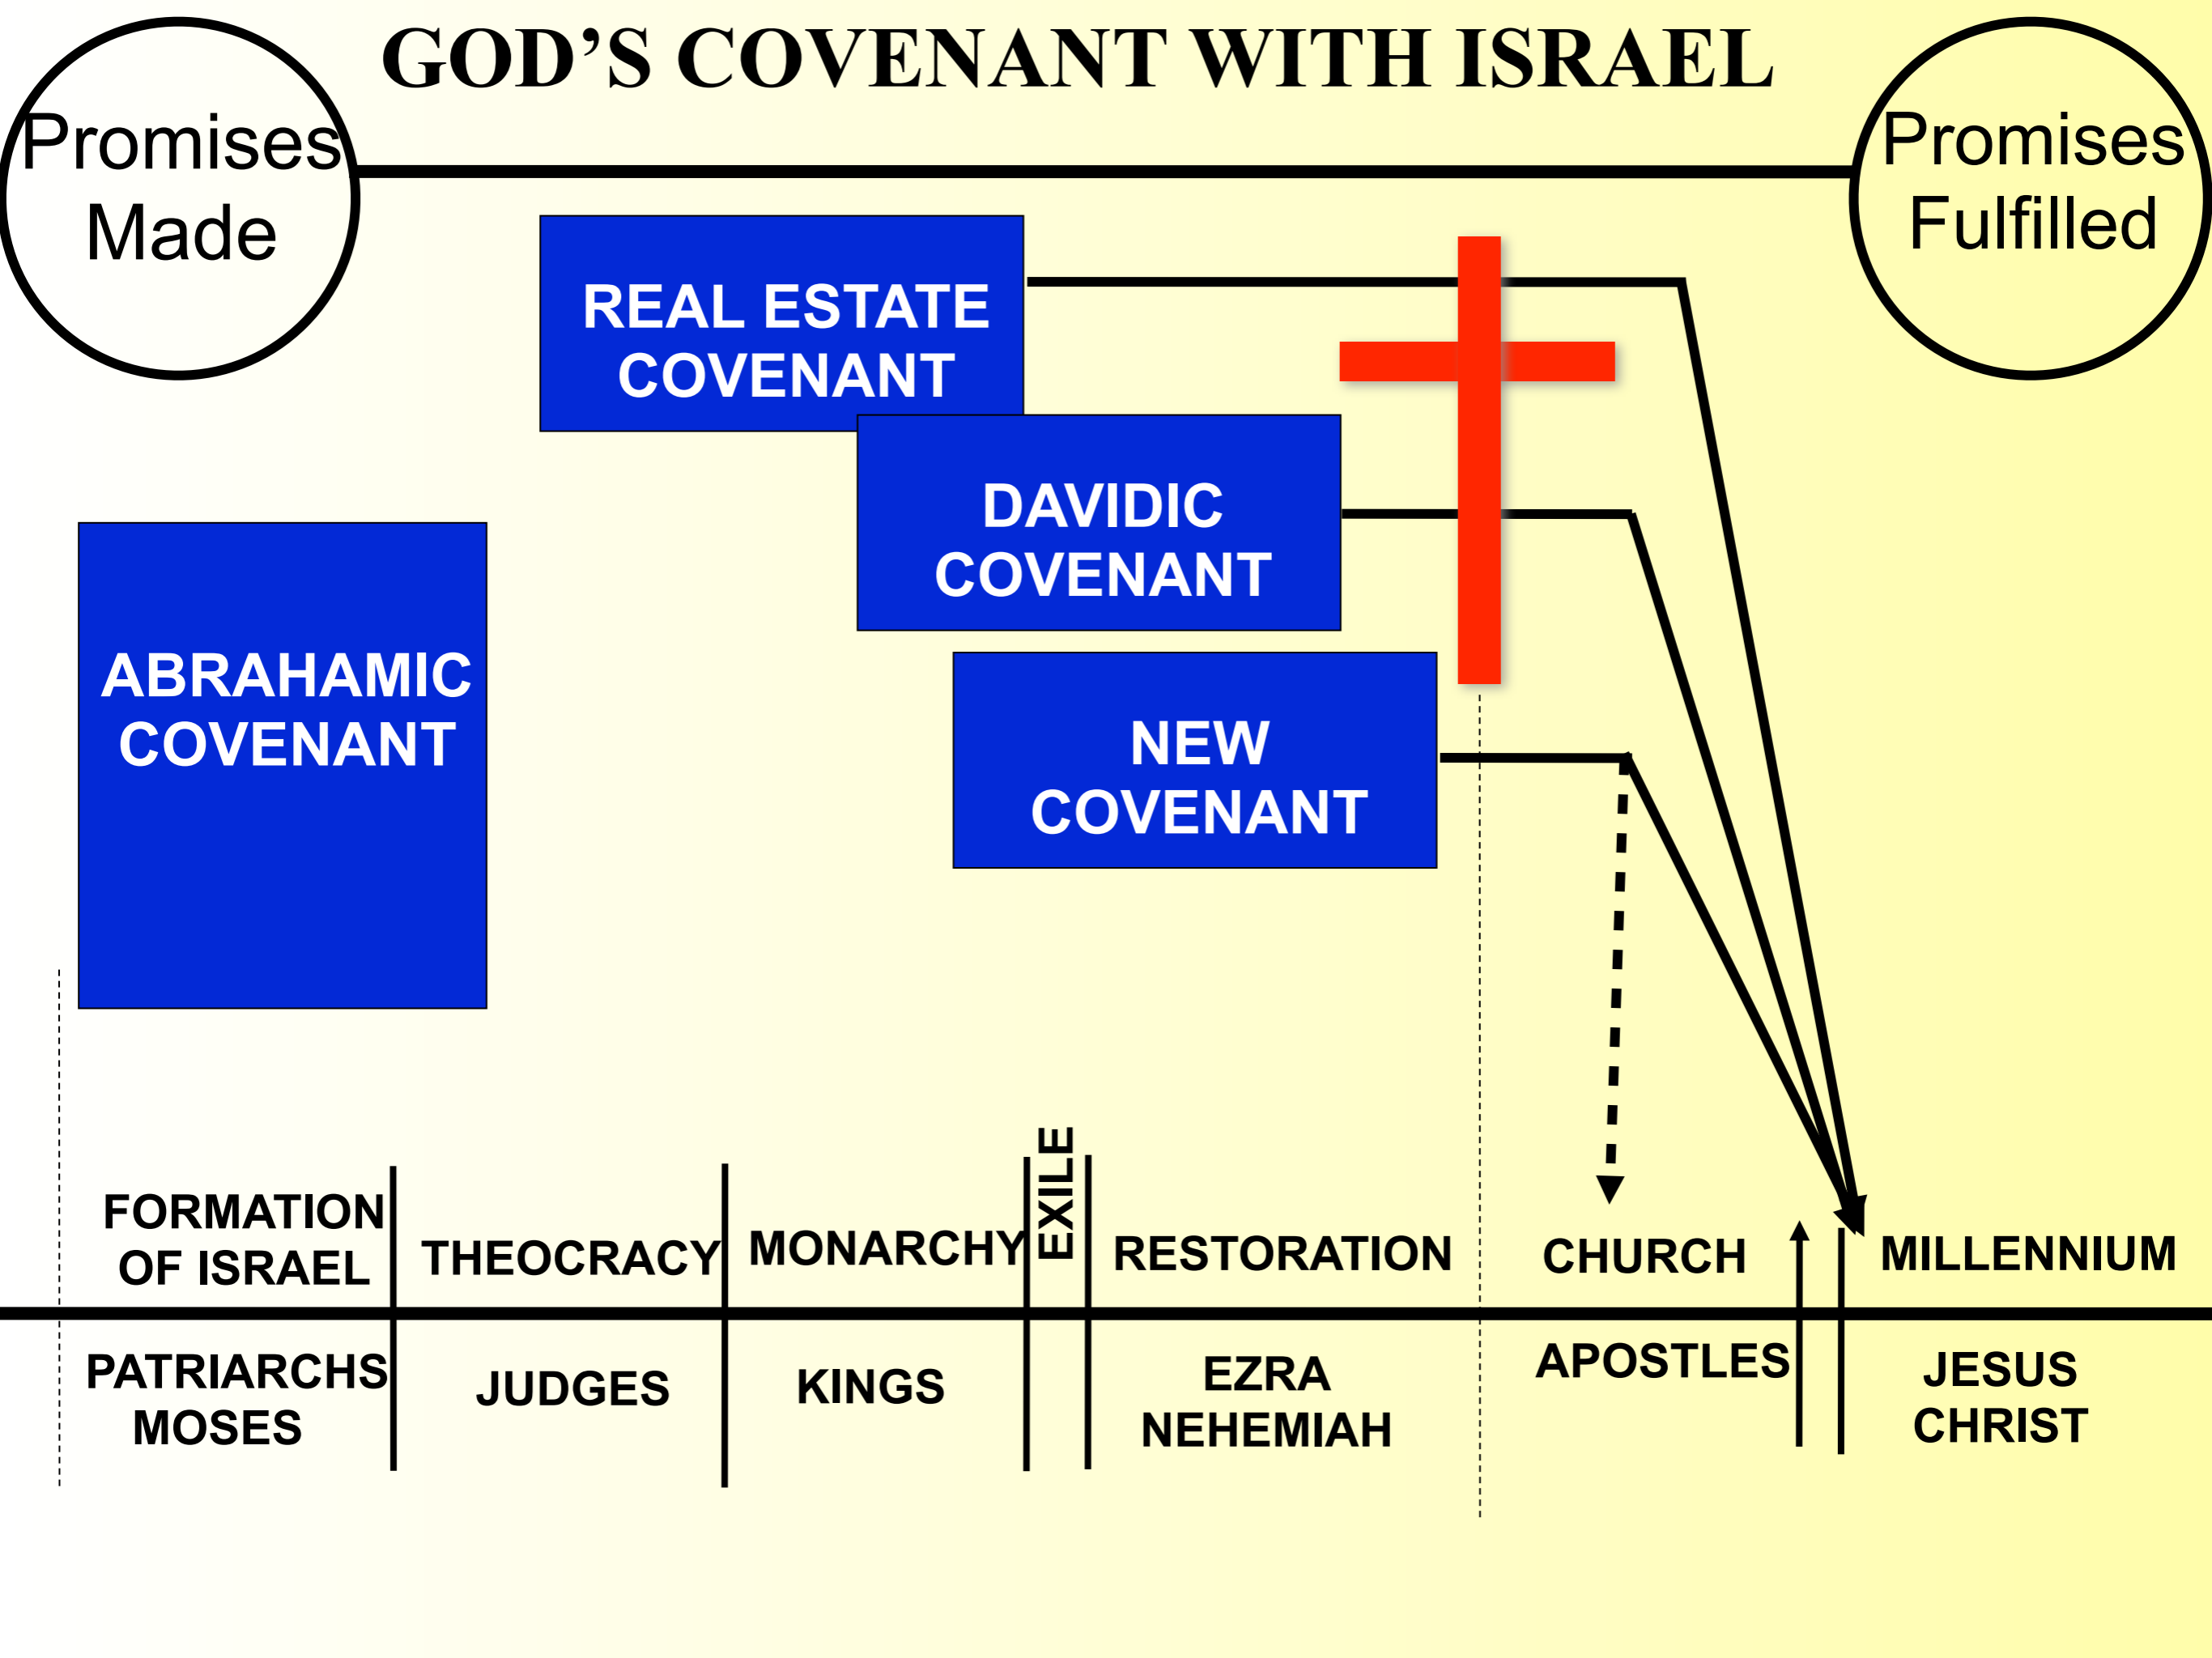 GOD’S COVENANT WITH ISRAEL
Promises
Made
Promises
Fulfilled
REAL ESTATE
COVENANT
DAVIDIC
COVENANT
ABRAHAMIC
COVENANT
NEW
COVENANT
FORMATION
OF ISRAEL
THEOCRACY
MONARCHY
EXILE
RESTORATION
CHURCH
MILLENNIUM
PATRIARCHS
MOSES
JUDGES
KINGS
EZRA
NEHEMIAH
APOSTLES
JESUS
CHRIST